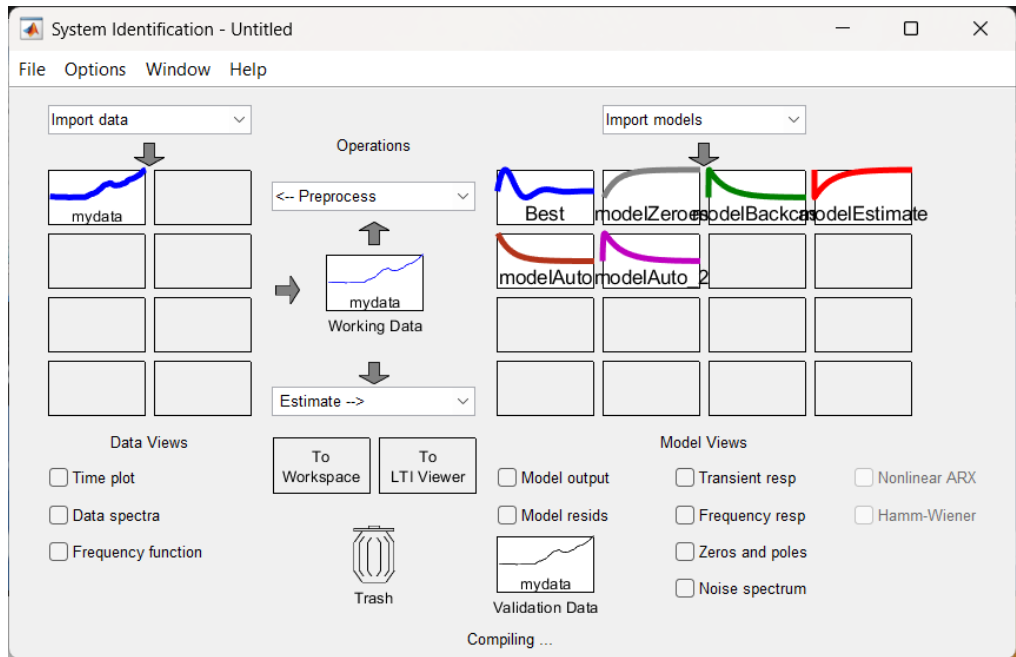 System Identification - Untitled
File Options Window Help
Import data
Import models
Operations
mydata
<-- Preprocess
Best
modelZeroes
modelBackcas
modelEstimate
mydata
Working Data
modelAuto
modelAuto_2
Estimate -->
Data Views
Model Views
To Workspace
To LTI Viewer
Time plot
Data spectra
Frequency function
Trash
Model output
Transient resp
Nonlinear ARX
Model resids
Frequency resp
Hamm-Wiener
Zeros and poles
Noise spectrum
mydata
Validation Data
Compiling ...